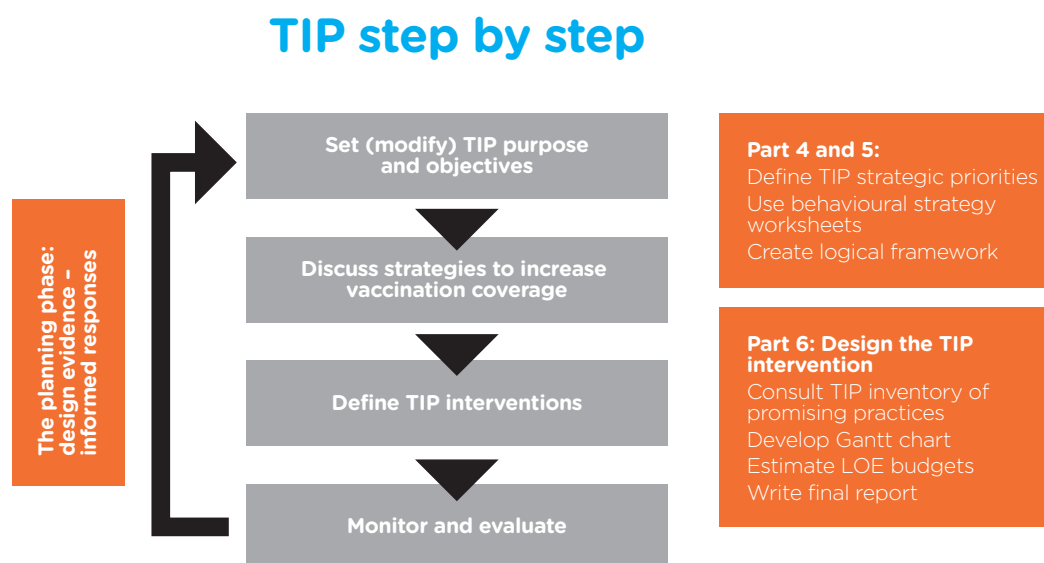 TIP step by step
The planning phase:
design evidence –
informed responses
Set (modify) TIP purpose
and objectives
Discuss strategies to increase
vaccination coverage
Define TIP interventions
Monitor and evaluate
Part 4 and 5:
Define TIP strategic priorities
Use behavioural strategy
worksheets
Create logical framework
Part 6: Design the TIP
intervention
Consult TIP inventory of
promising practices
Develop Gantt chart
Estimate LOE budgets
Write final report